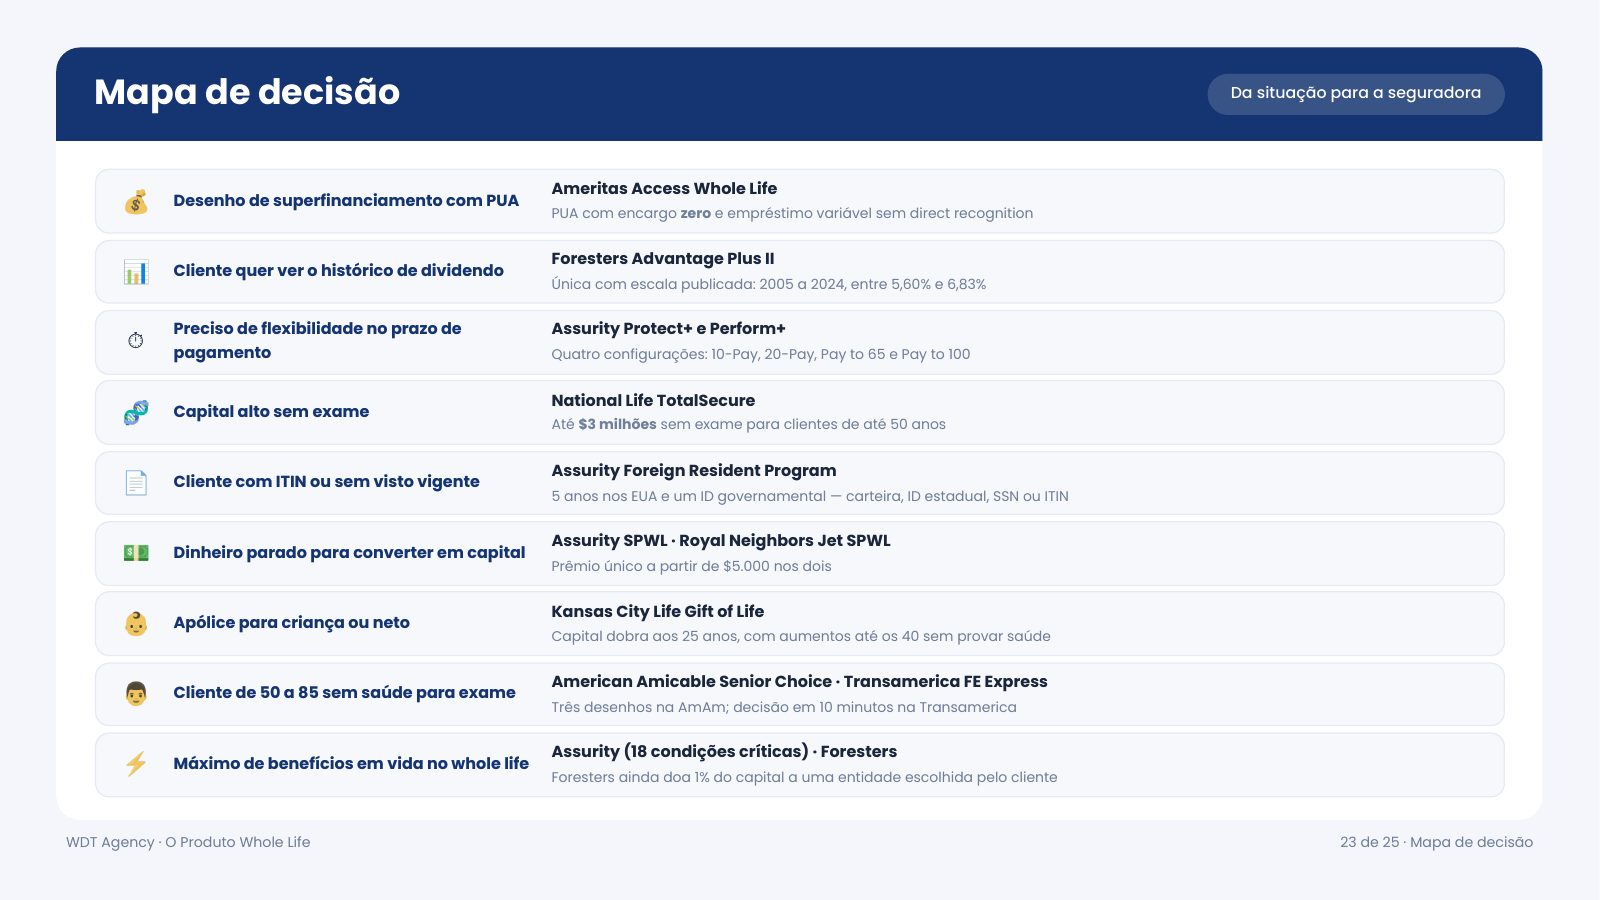 Mapa de decisão
Da situação para a seguradora
Desenho de superfinanciamento com PUA
Ameritas Access Whole Life
PUA com encargo zero e empréstimo variável sem direct recognition
Cliente quer ver o histórico de dividendo
Foresters Advantage Plus II
Única com escala publicada: 2005 a 2024, entre 5,60% e 6,83%
Preciso de flexibilidade no prazo de
pagamento
Assurity Protect+ e Perform+
Quatro configurações: 10-Pay, 20-Pay, Pay to 65 e Pay to 100
Capital alto sem exame
National Life TotalSecure
Até $3 milhões sem exame para clientes de até 50 anos
Cliente com ITIN ou sem visto vigente
Assurity Foreign Resident Program
5 anos nos EUA e um ID governamental — carteira, ID estadual, SSN ou ITIN
Dinheiro parado para converter em capital
Assurity SPWL · Royal Neighbors Jet SPWL
Prêmio único a partir de $5.000 nos dois
Apólice para criança ou neto
Kansas City Life Gift of Life
Capital dobra aos 25 anos, com aumentos até os 40 sem provar saúde
Cliente de 50 a 85 sem saúde para exame
American Amicable Senior Choice · Transamerica FE Express
Três desenhos na AmAm; decisão em 10 minutos na Transamerica
Máximo de benefícios em vida no whole life
Assurity (18 condições críticas) · Foresters
Foresters ainda doa 1% do capital a uma entidade escolhida pelo cliente
WDT Agency · O Produto Whole Life
23 de 25 · Mapa de decisão